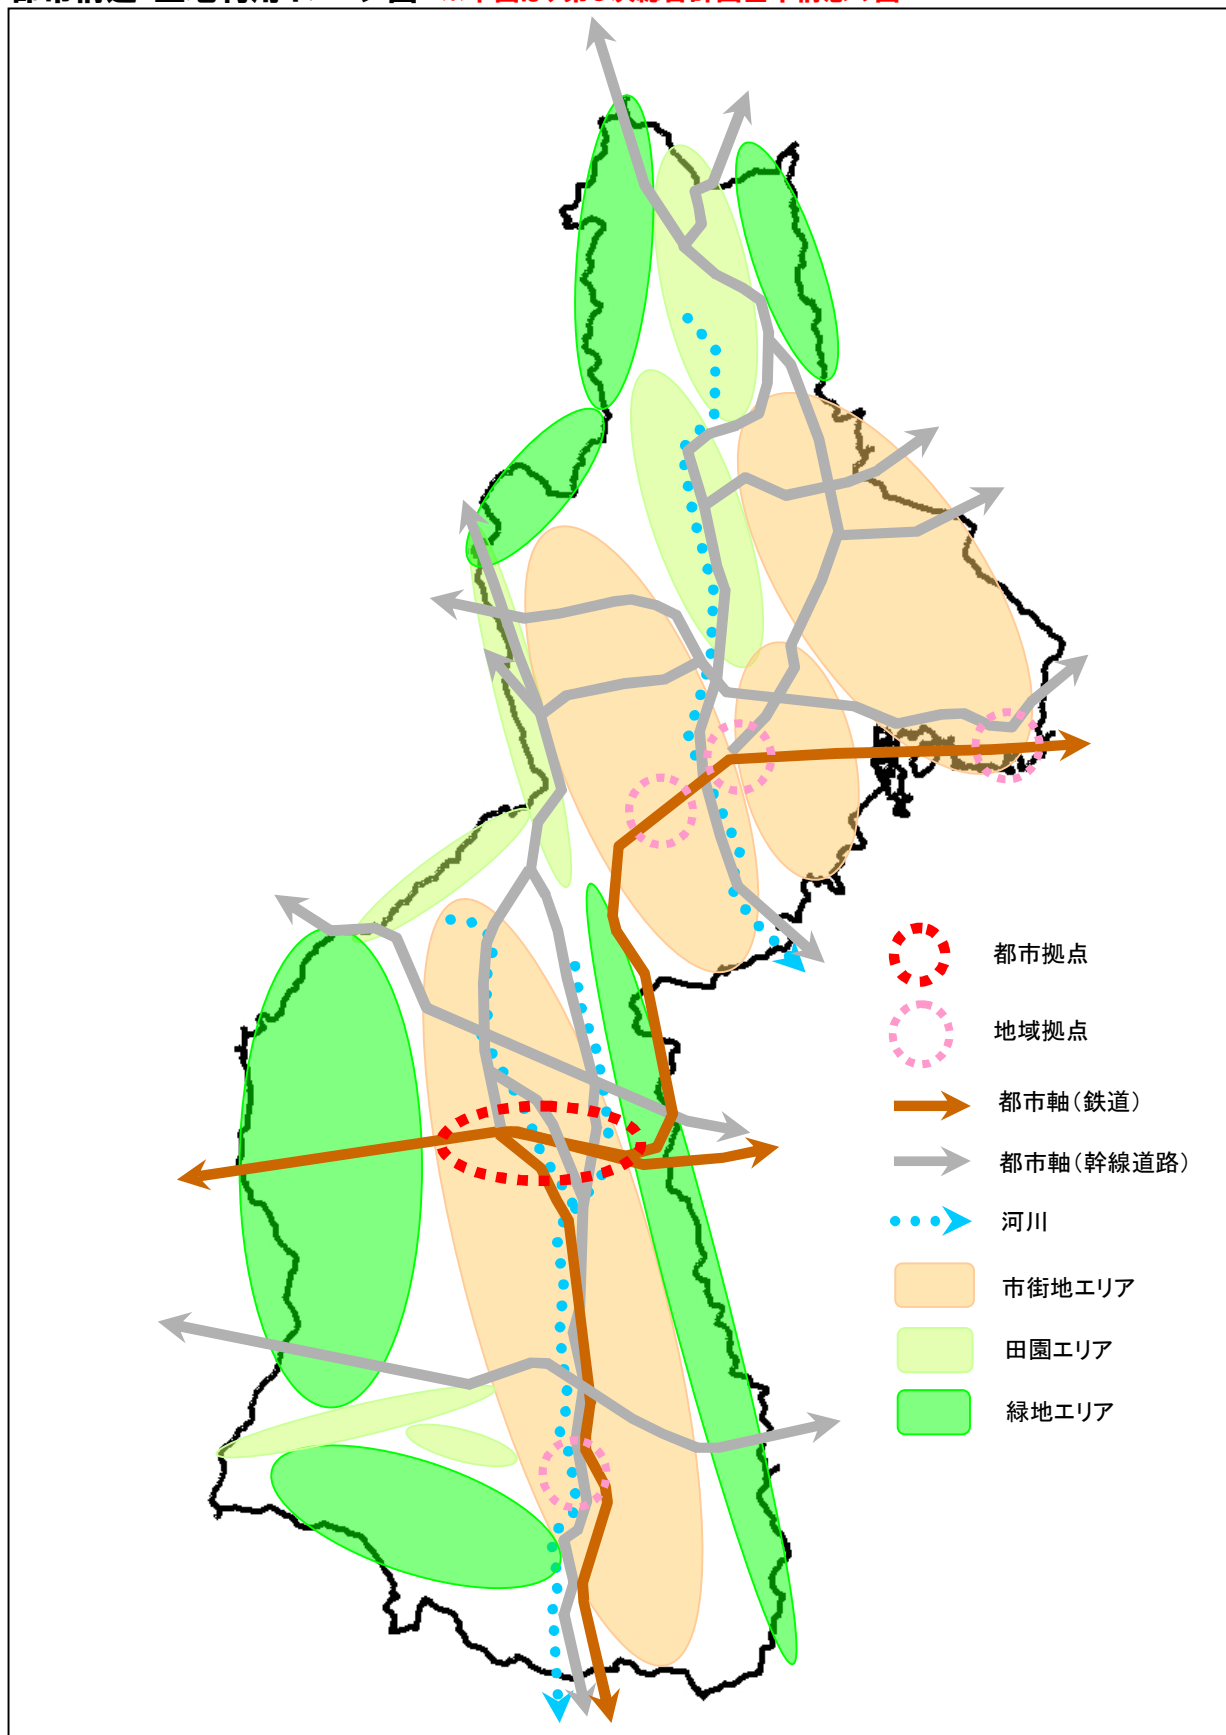 都市拠点
地域拠点
都市軸(鉄道)
都市軸(幹線道路)
河川
市街地エリア
田園エリア
緑地エリア